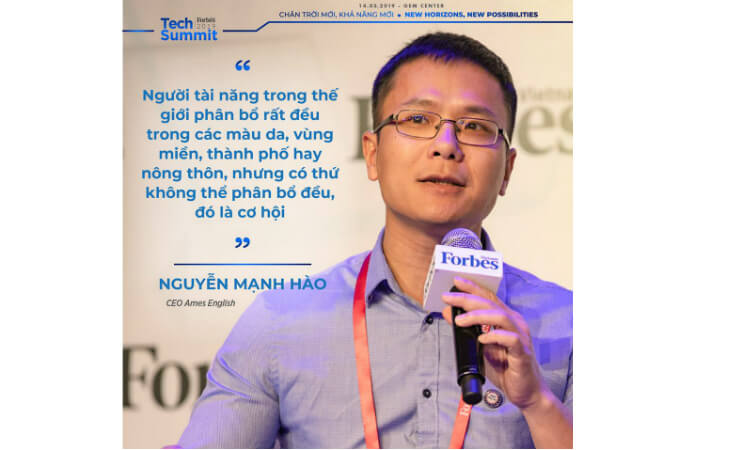 14.05.2019 - GEM CENTER
CHÂN TRỜI MỚI, KHẢ NĂNG MỚI ● NEW HORIZONS, NEW POSSIBILITIES
Tech Forbes 2019
Summit
“
Người tài năng trong thế
giới phân bổ rất đều
trong các màu da, vùng
miền, thành phố hay
nông thôn, nhưng có thứ
không thể phân bổ đều,
đó là cơ hội
”
NGUYỄN MẠNH HÀO
CEO Ames English
Vietnam
Forbes
Forbes
Forbes